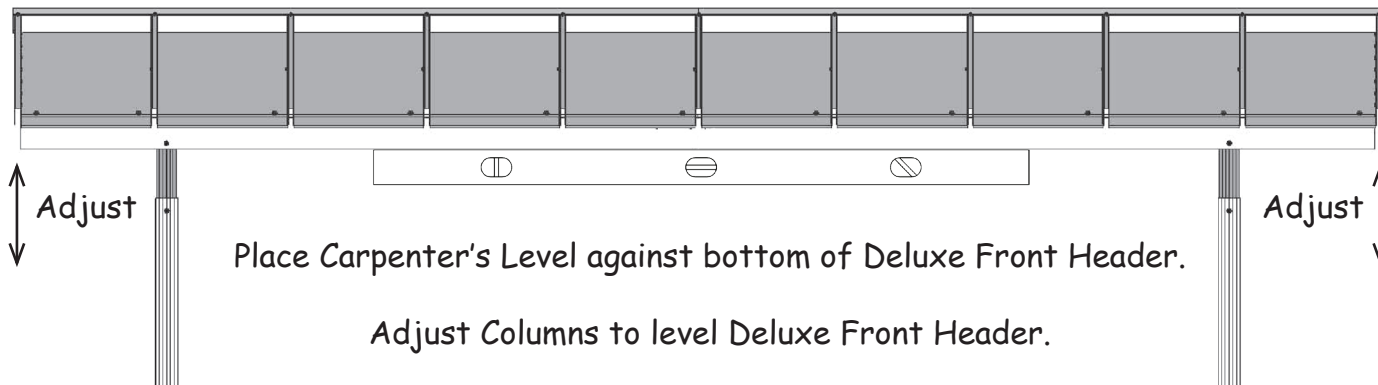 Adjust
Adjust
Place Carpenter's Level against bottom of Deluxe Front Header.
Adjust Columns to level Deluxe Front Header.